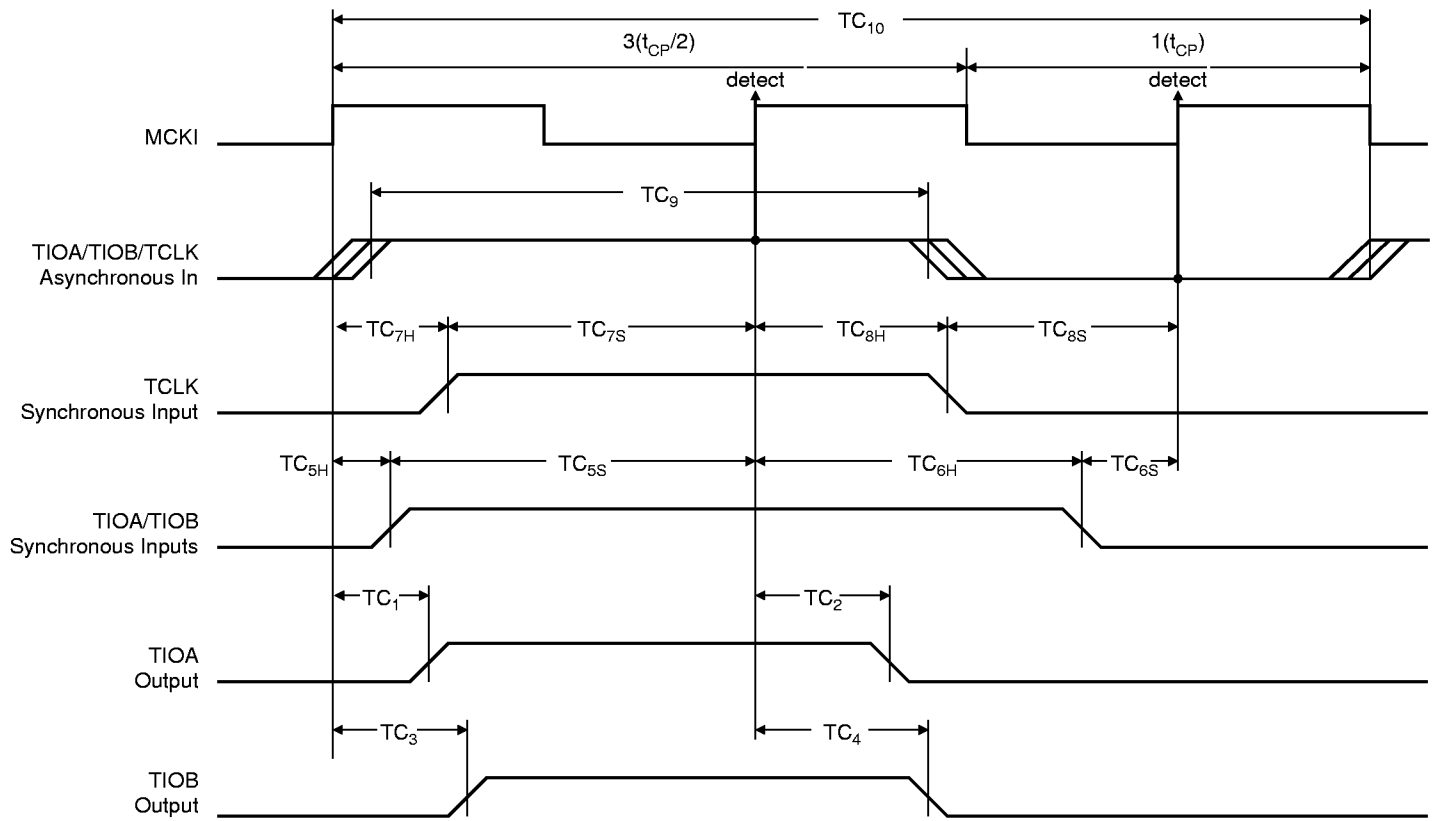 TC10
3(tCP/2)
1(tCP)
detect
detect
MCKI
TC9
TIOA/TIOB/TCLK
Asynchronous In
TC7H
TC7S
TC8H
TC8S
TCLK
Synchronous Input
TC5H
TC5S
TC6H
TC6S
TIOA/TIOB
Synchronous Inputs
TC1
TC2
TIOA
Output
TC3
TC4
TIOB
Output